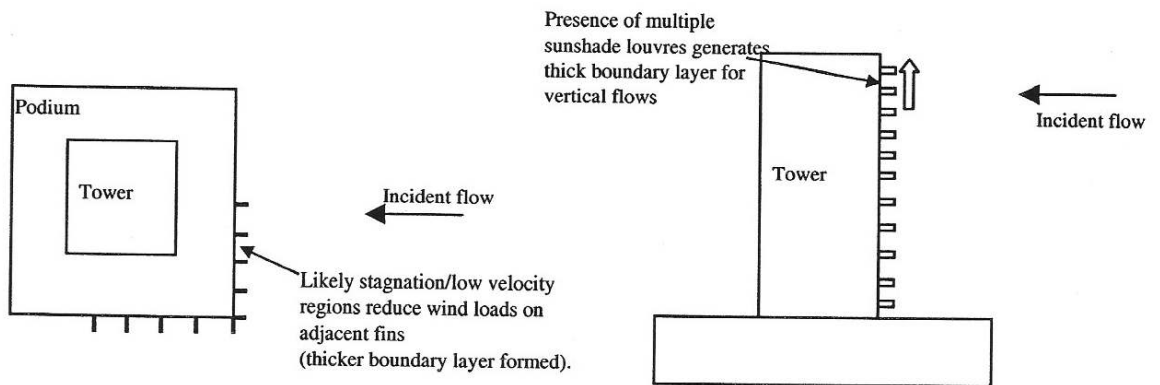 Podium
Tower
Incident flow
Likely stagnation/low velocity
regions reduce wind loads on
adjacent fins
(thicker boundary layer formed).
Presence of multiple
sunshade louvres generates
thick boundary layer for
vertical flows
Tower
Incident flow